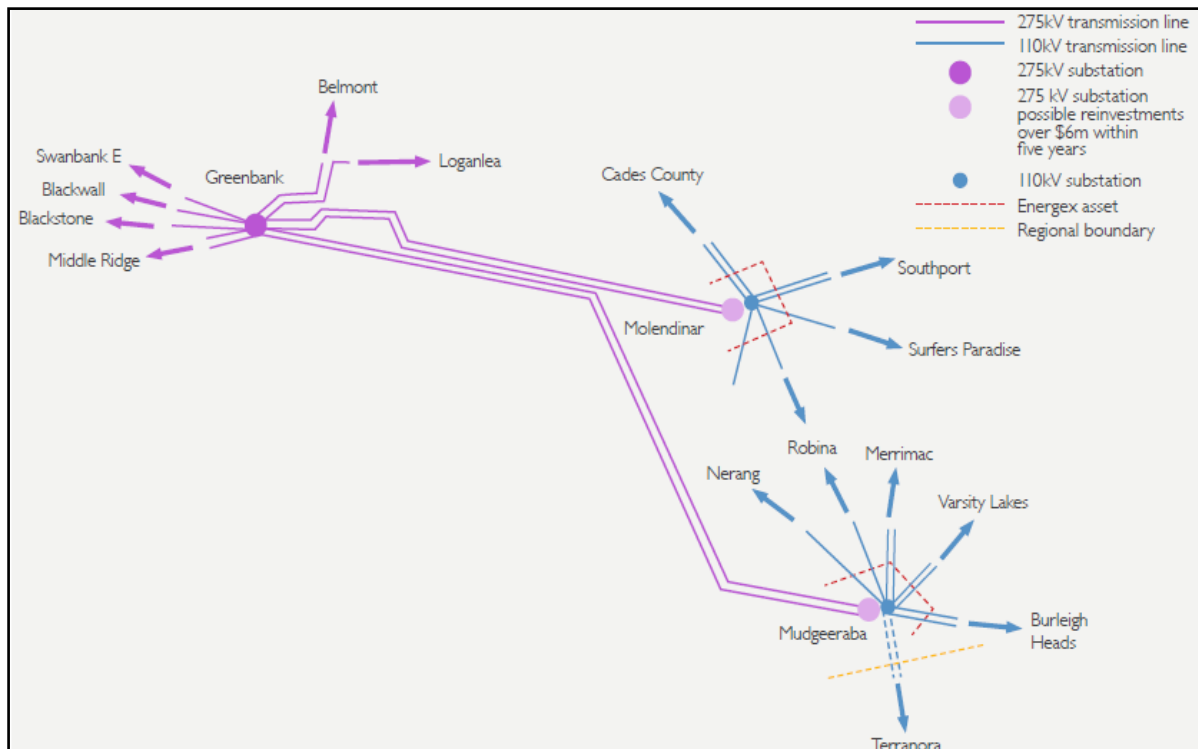 275kV transmission line
110kV transmission line
275kV substation
275 kV substation
possible reinvestments
over $6m within
five years
110kV substation
Energex asset
Regional boundary
Belmont
Swanbank E
Greenbank
Loganlea
Blackwall
Blackstone
Middle Ridge
Cades County
Southport
Molendinar
Surfers Paradise
Robina
Merrimac
Nerang
Varsity Lakes
Mudgeeraba
Burleigh
Heads
Terranora